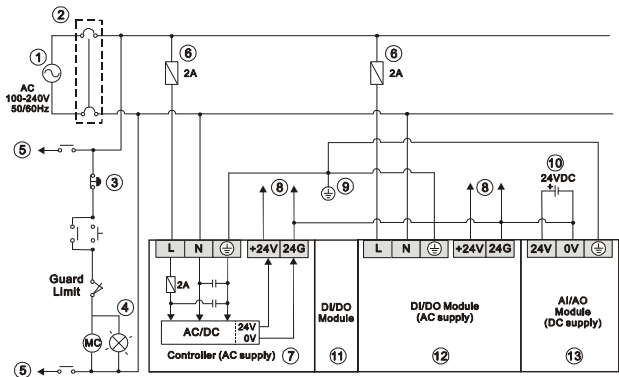 ①
②
AC
100-240V
50/60Hz
⑥
2A
⑥
2A
⑤
③
⑧
⑨
⑧
⑩
24VDC
+
L
N
+24V
24G
L
N
+24V
24G
24V
0V
Guard
Limit
④
MC
⑤
2A
AC/DC
24V
0V
Controller (AC supply)
⑦
DI/DO
Module
⑪
DI/DO Module
(AC supply)
⑫
AI/AO
Module
(DC supply)
⑬